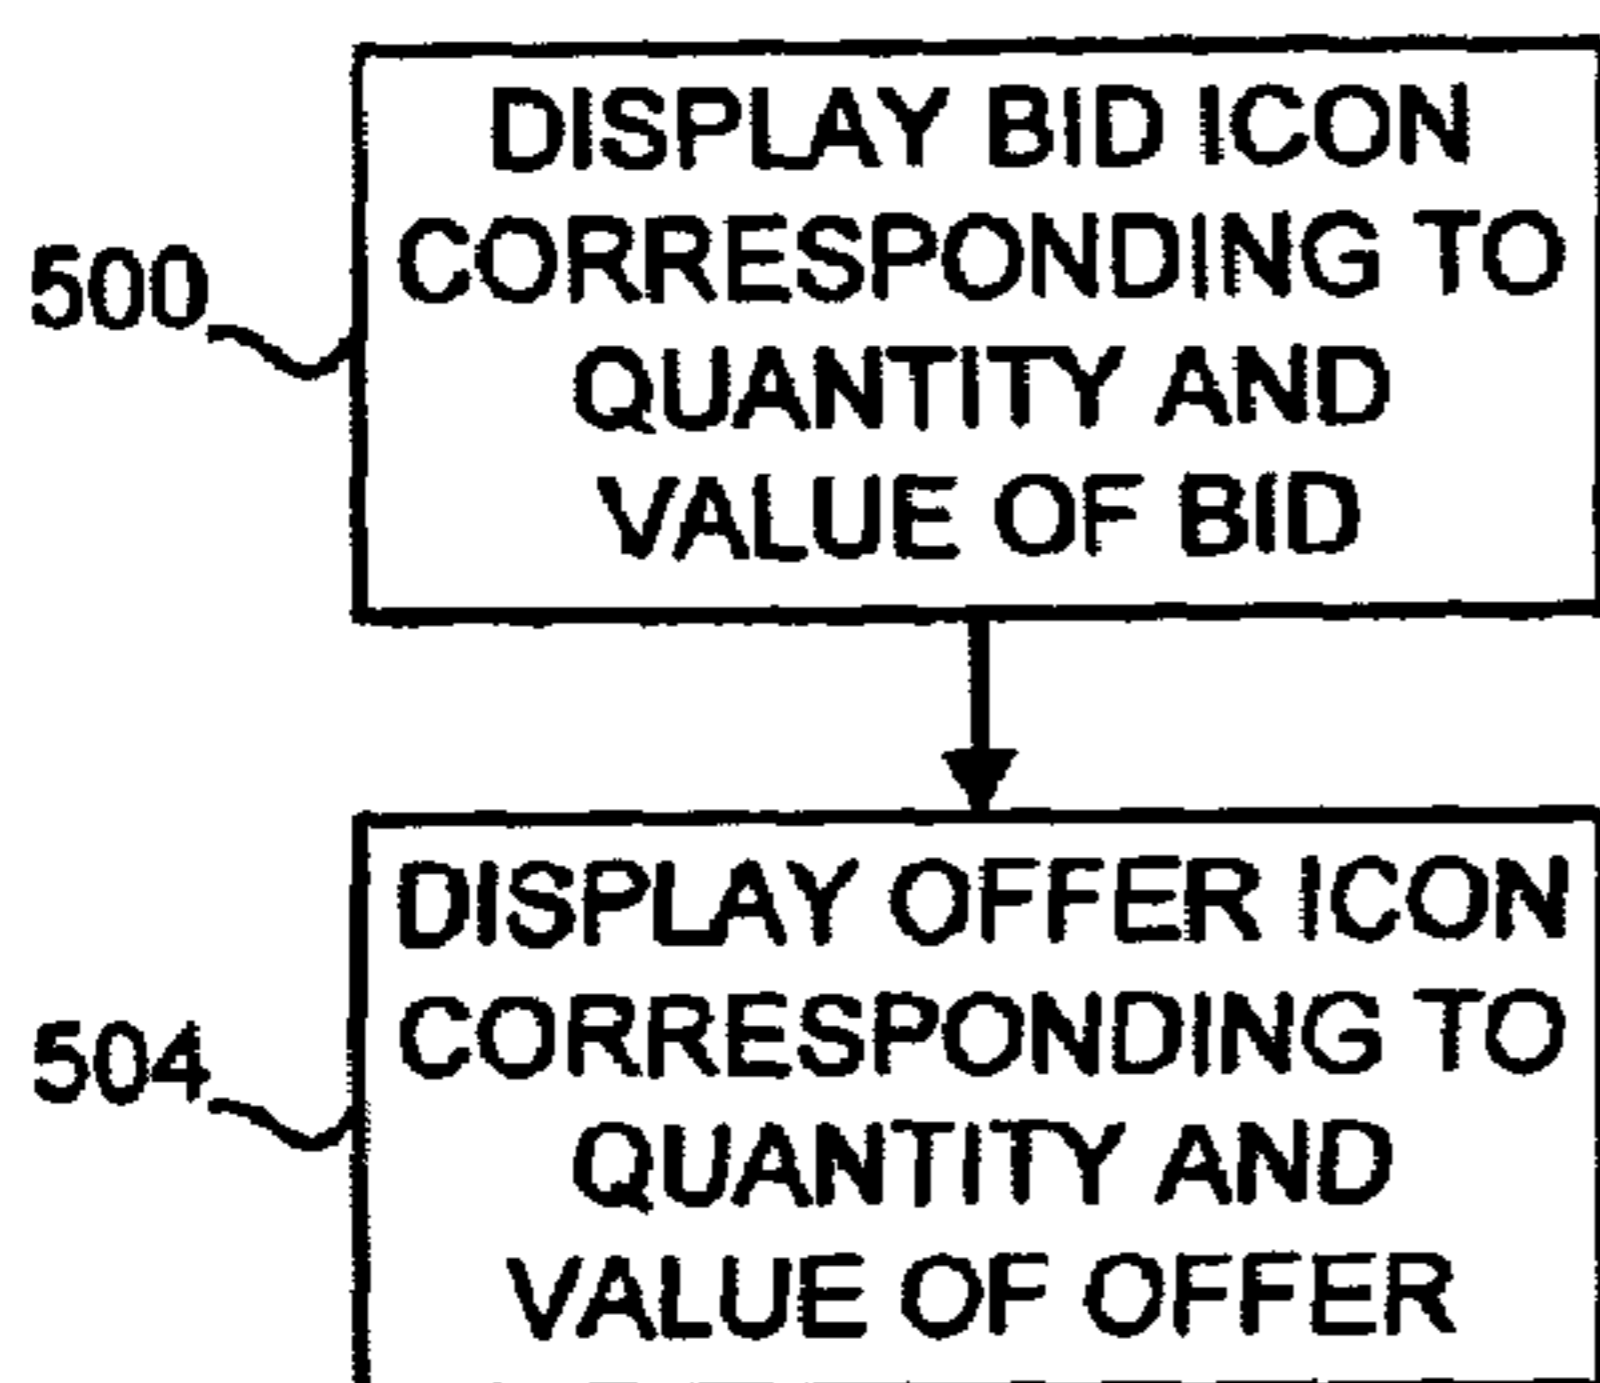 DISPLAY BID ICON
CORRESPONDING TO
QUANTITY AND
VALUE OF BID
500
DISPLAY OFFER ICON
CORRESPONDING TO
QUANTITY AND
VALUE OF OFFER
504